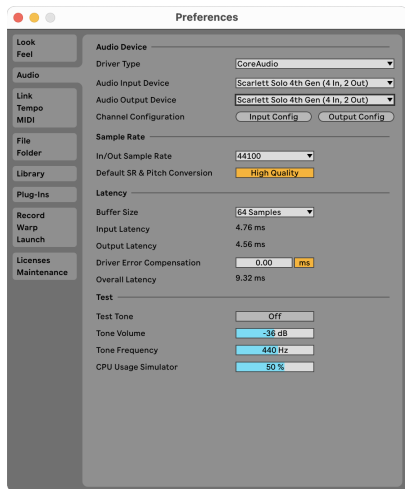 Preferences
Look
Feel
Audio
Link
Tempo
MIDI
File
Folder
Library
Plug-Ins
Record
Warp
Launch
Licenses
Maintenance
Audio Device
Driver Type CoreAudio
Audio Input Device Scarlett Solo 4th Gen (4 In, 2 Out)
Audio Output Device Scarlett Solo 4th Gen (4 In, 2 Out)
Channel Configuration Input Config Output Config
Sample Rate
In/Out Sample Rate 44100
Default SR & Pitch Conversion High Quality
Latency
Buffer Size 64 Samples
Input Latency 4.76 ms
Output Latency 4.56 ms
Driver Error Compensation 0.00 ms
Overall Latency 9.32 ms
Test
Test Tone Off
Tone Volume -36 dB
Tone Frequency 440 Hz
CPU Usage Simulator 50 %